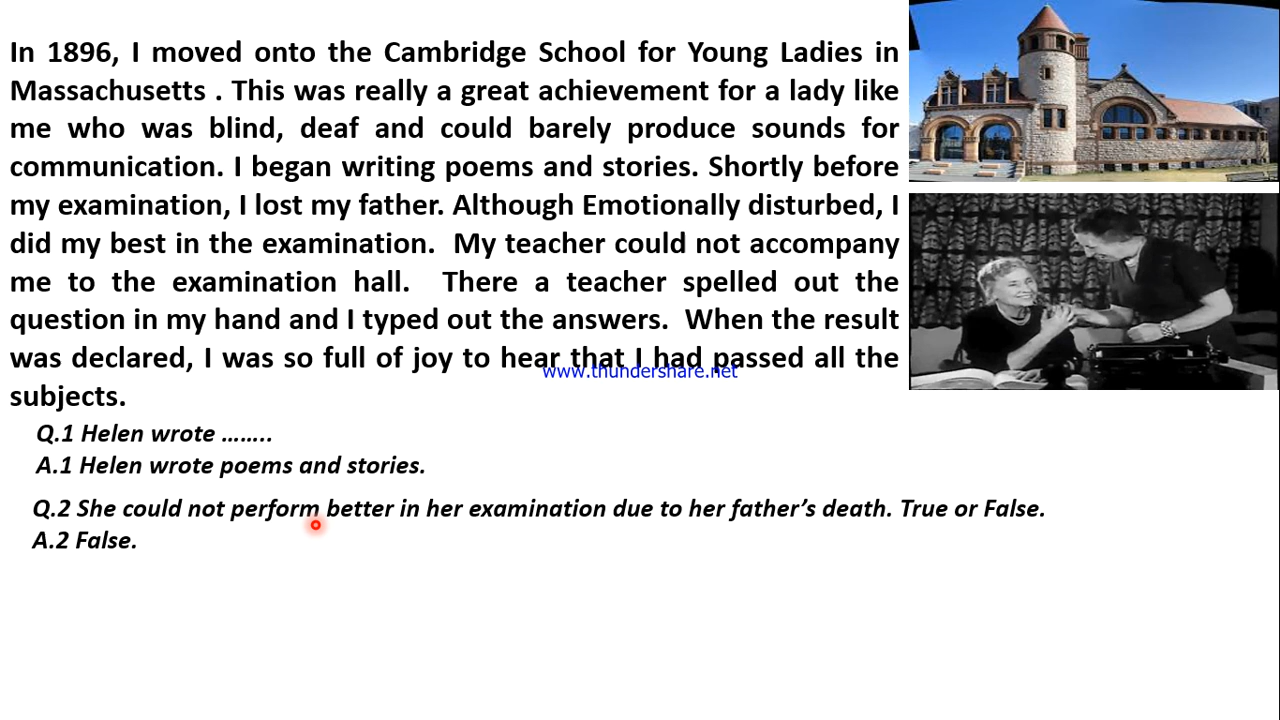 In 1896, I moved onto the Cambridge School for Young Ladies in
Massachusetts . This was really a great achievement for a lady like
me who was blind, deaf and could barely produce sounds for
communication. I began writing poems and stories. Shortly before
my examination, I lost my father. Although Emotionally disturbed, I
did my best in the examination. My teacher could not accompany
me to the examination hall. There a teacher spelled out the
question in my hand and I typed out the answers. When the result
was declared, I was so full of joy to hear that I had passed all the
www.thundershare.net
subjects.
Q.1 Helen wrote ……..
A.1 Helen wrote poems and stories.
Q.2 She could not perform better in her examination due to her father’s death. True or False.
A.2 False.